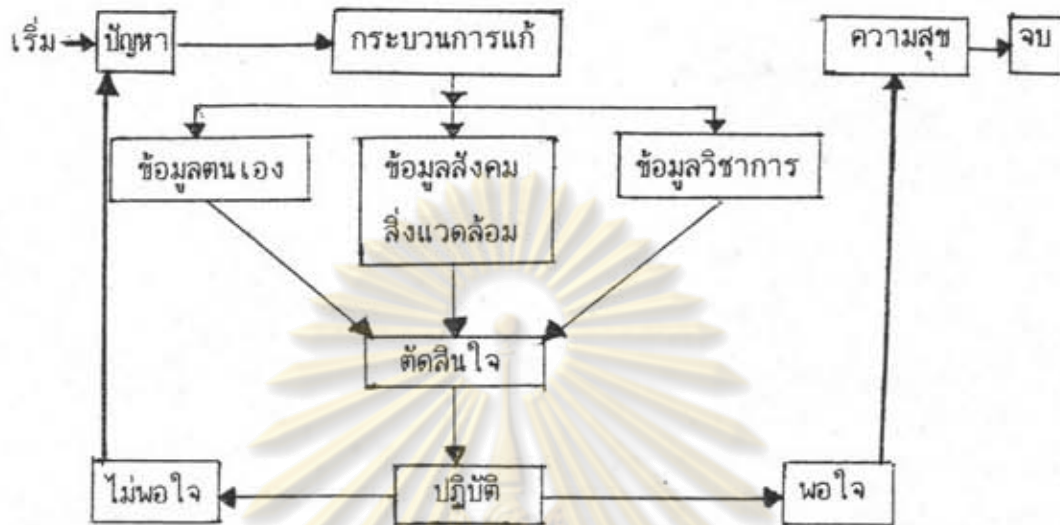 เริ่ม
ปัญหา
กระบวนการแก้
ความสุข
จบ
ข้อมูลตนเอง
ข้อมูลสังคม
สิ่งแวดล้อม
ข้อมูลวิชาการ
ตัดสินใจ
ไม่พอใจ
ปฏิบัติ
พอใจ